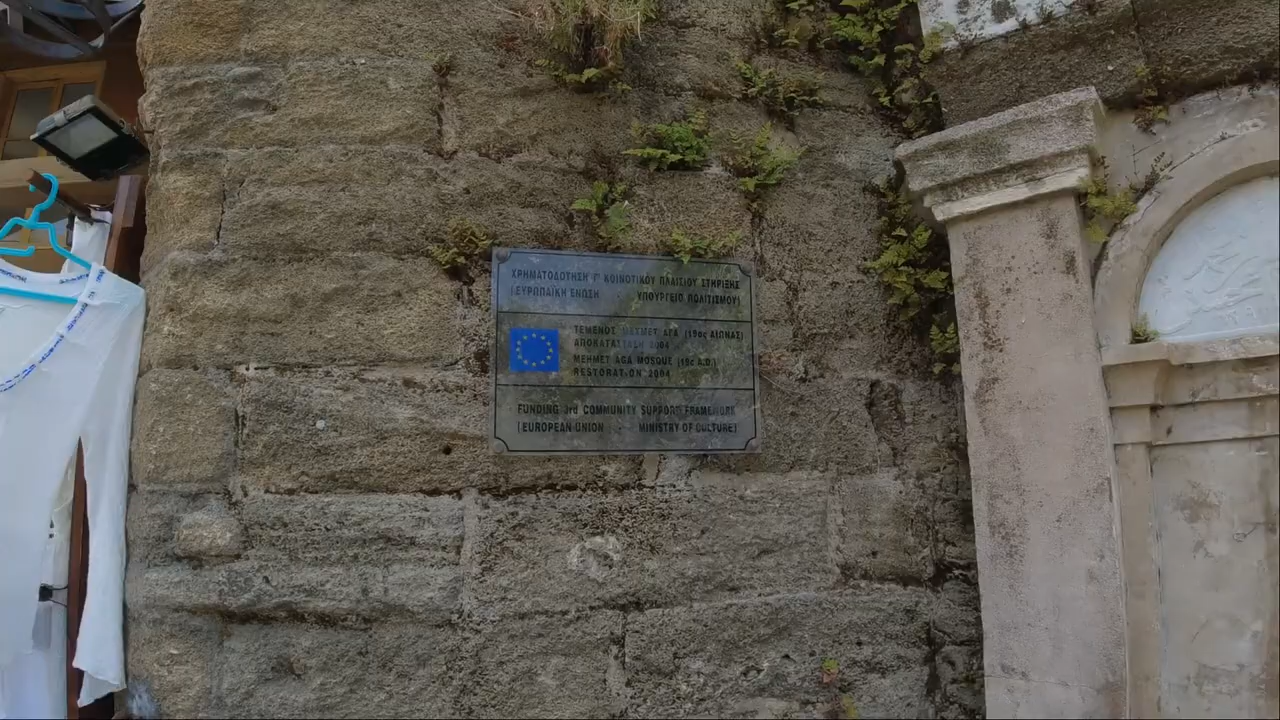 ΧΡΗΜΑΤΟΔΟΤΗΣΗ Γ' ΚΟΙΝΟΤΙΚΟΥ ΠΛΑΙΣΙΟΥ ΣΤΗΡΙΞΗΣ
(ΕΥΡΩΠΑΪΚΗ ΕΝΩΣΗ ΥΠΟΥΡΓΕΙΟ ΠΟΛΙΤΙΣΜΟΥ)
ΤΕΜΕΝΟΣ ΜΕΧΜΕΤ ΑΓΑ (19ος ΑΙΩΝΑΣ)
ΑΠΟΚΑΤΑΣΤΑΣΗ 2004
MEHMET AGA MOSQUE (19c A.D.)
RESTORATION 2004
FUNDING 3rd COMMUNITY SUPPORT FRAMEWORK
(EUROPEAN UNION - MINISTRY OF CULTURE)